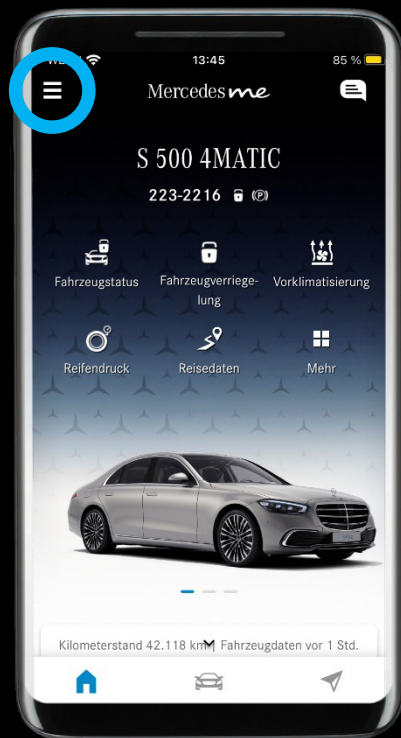 13:45
85 %
Mercedes me
S 500 4MATIC
223-2216 (P)
Fahrzeugstatus
Fahrzeugverriege-
lung
Vorklimatisierung
Reifendruck
Reisedaten
Mehr
Kilometerstand 42.118 km Fahrzeugdaten vor 1 Std.